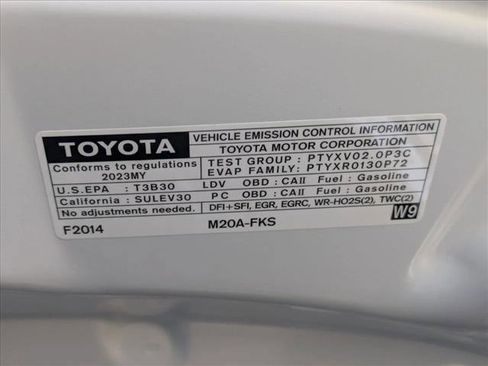 TOYOTA
VEHICLE EMISSION CONTROL INFORMATION
TOYOTA MOTOR CORPORATION
Conforms to regulations
2023MY
TEST GROUP : PTYXV02.0P3C
EVAP FAMILY: PTYXR0130P72
U.S.EPA : T3B30 LDV OBD : CAII Fuel : Gasoline
California : SULEV30 PC OBD : CAII Fuel : Gasoline
No adjustments needed. DFI+SFI, EGR, EGRC, WR-HO2S(2), TWC(2)
F2014 M20A-FKS W9